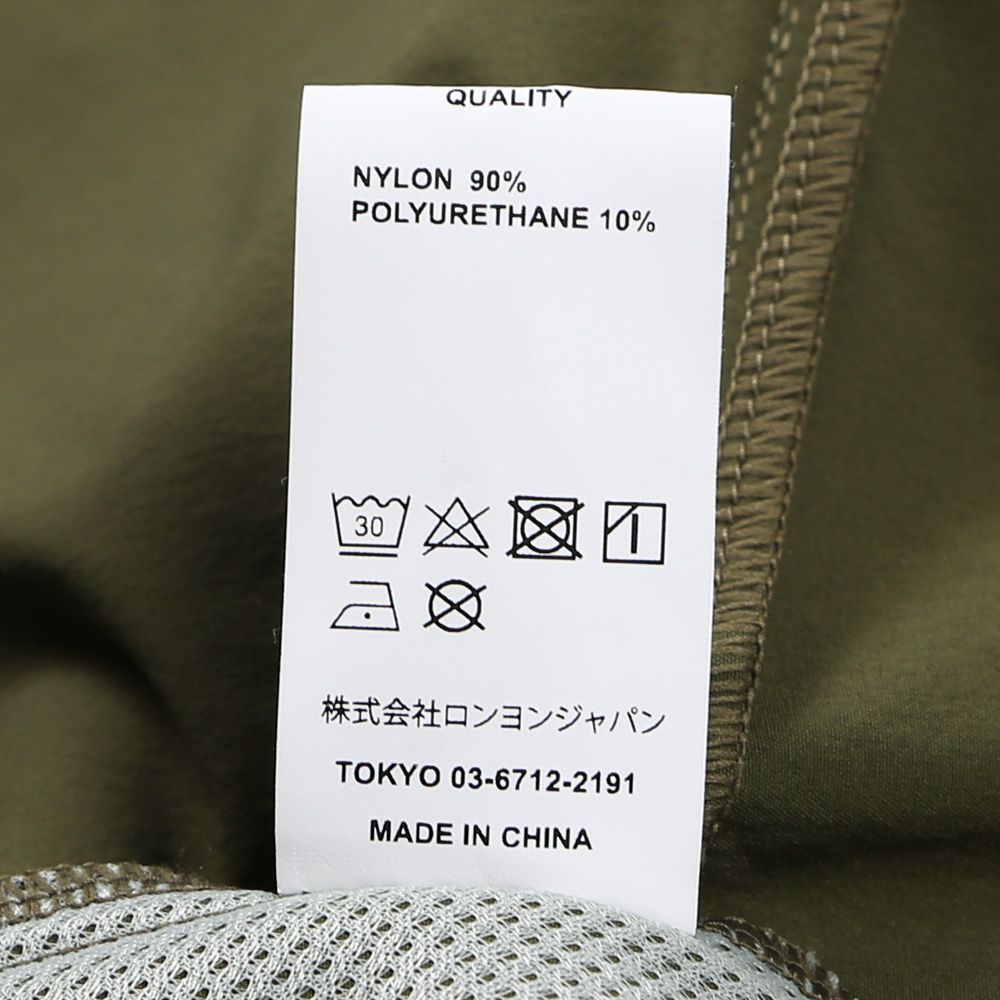 QUALITY
NYLON 90%
POLYURETHANE 10%
30
株式会社ロンヨンジャパン
TOKYO 03-6712-2191
MADE IN CHINA